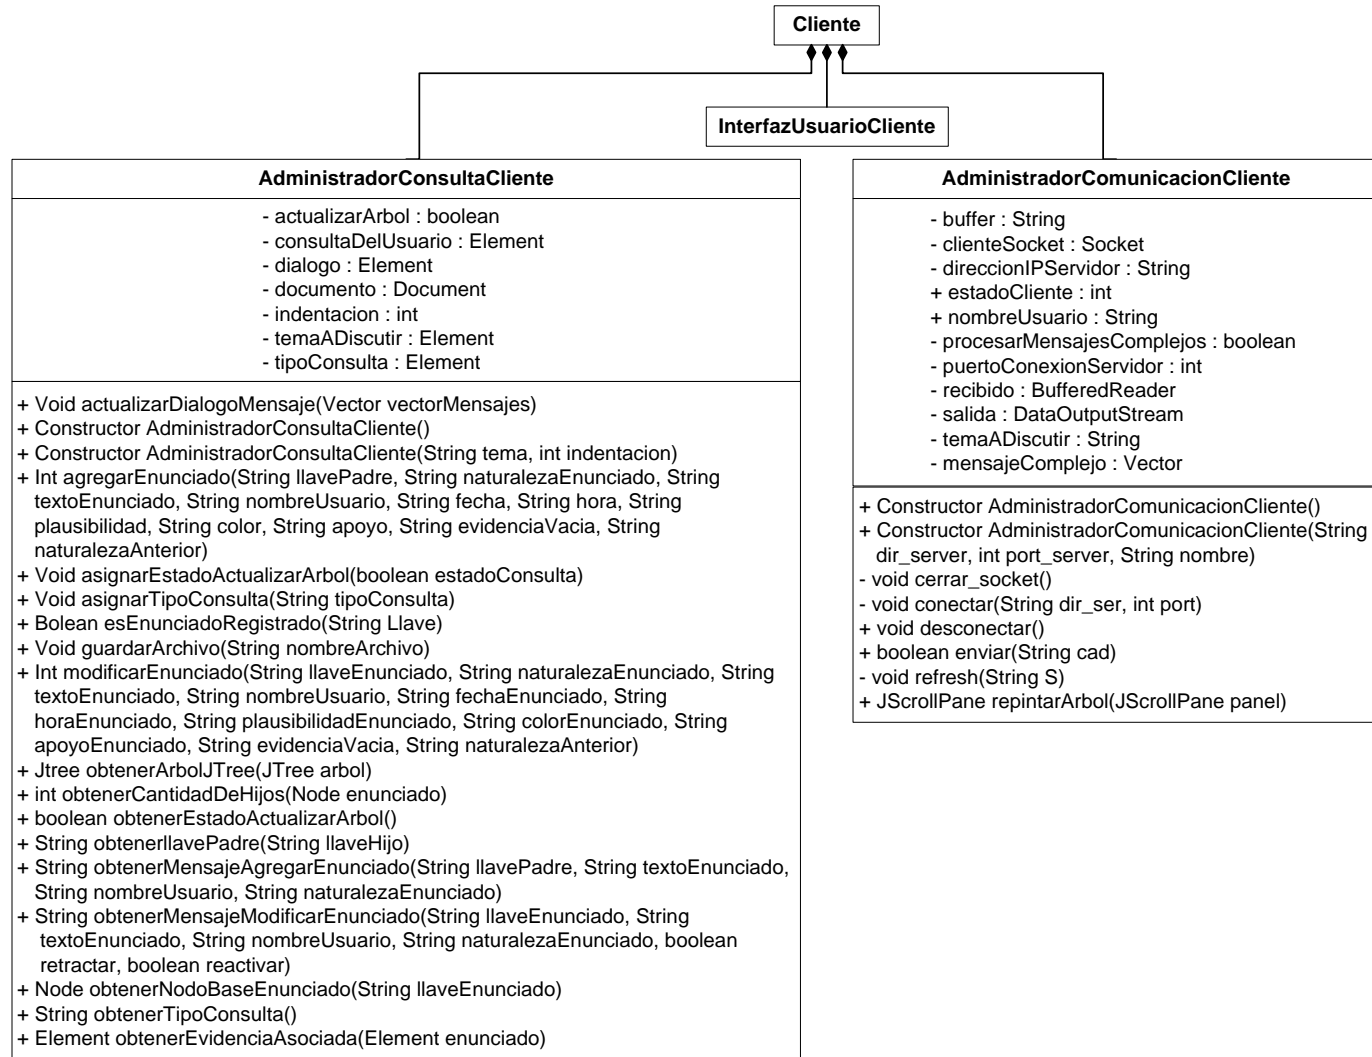 Cliente
InterfazUsuarioCliente
AdministradorConsultaCliente
- actualizarArbol : boolean
- consultaDelUsuario : Element
- dialogo : Element
- documento : Document
- indentacion : int
- temaADiscutir : Element
- tipoConsulta : Element
+ Void actualizarDialogoMensaje(Vector vectorMensajes)
+ Constructor AdministradorConsultaCliente()
+ Constructor AdministradorConsultaCliente(String tema, int indentacion)
+ Int agregarEnunciado(String llavePadre, String naturalezaEnunciado, String
textoEnunciado, String nombreUsuario, String fecha, String hora, String
plausibilidad, String color, String apoyo, String evidenciaVacia, String
naturalezaAnterior)
+ Void asignarEstadoActualizarArbol(boolean estadoConsulta)
+ Void asignarTipoConsulta(String tipoConsulta)
+ Bolean esEnunciadoRegistrado(String Llave)
+ Void guardarArchivo(String nombreArchivo)
+ Int modificarEnunciado(String llaveEnunciado, String naturalezaEnunciado, String
textoEnunciado, String nombreUsuario, String fechaEnunciado, String
horaEnunciado, String plausibilidadEnunciado, String colorEnunciado, String
apoyoEnunciado, String evidenciaVacia, String naturalezaAnterior)
+ Jtree obtenerArbolJTree(JTree arbol)
+ int obtenerCantidadDeHijos(Node enunciado)
+ boolean obtenerEstadoActualizarArbol()
+ String obtenerllavePadre(String llaveHijo)
+ String obtenerMensajeAgregarEnunciado(String llavePadre, String textoEnunciado,
String nombreUsuario, String naturalezaEnunciado)
+ String obtenerMensajeModificarEnunciado(String llaveEnunciado, String
textoEnunciado, String nombreUsuario, String naturalezaEnunciado, boolean
retractar, boolean reactivar)
+ Node obtenerNodoBaseEnunciado(String llaveEnunciado)
+ String obtenerTipoConsulta()
+ Element obtenerEvidenciaAsociada(Element enunciado)
AdministradorComunicacionCliente
- buffer : String
- clienteSocket : Socket
- direccionIPServidor : String
+ estadoCliente : int
+ nombreUsuario : String
- procesarMensajesComplejos : boolean
- puertoConexionServidor : int
- recibido : BufferedReader
- salida : DataOutputStream
- temaADiscutir : String
- mensajeComplejo : Vector
+ Constructor AdministradorComunicacionCliente()
+ Constructor AdministradorComunicacionCliente(String
dir_server, int port_server, String nombre)
- void cerrar_socket()
- void conectar(String dir_ser, int port)
+ void desconectar()
+ boolean enviar(String cad)
- void refresh(String S)
+ JScrollPane repintarArbol(JScrollPane panel)